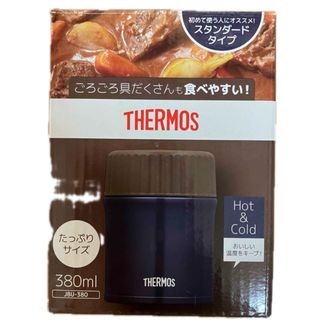 初めて使う人にオススメ!
スタンダード
タイプ
ごろごろ具だくさんも食べやすい!
THERMOS
Hot
&
Cold
おいしい
温度をキープ!
たっぷり
サイズ
THERMOS
380ml
JBU-380